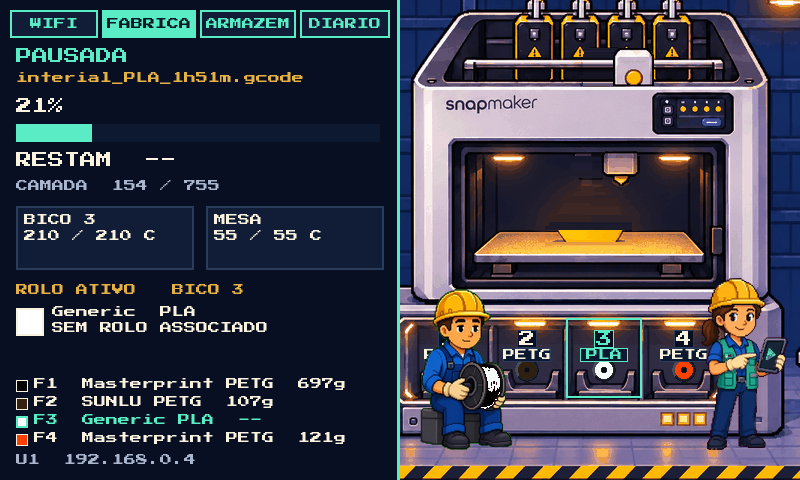 WIFI FABRICA ARMAZEM DIARIO
PAUSADA
interial_PLA_1h51m.gcode
21%
RESTAM --
CAMADA 154 / 755
BICO 3
210 / 210 C
MESA
55 / 55 C
ROLO ATIVO BICO 3
Generic PLA
SEM ROLO ASSOCIADO
F1 Masterprint PETG 697g
F2 SUNLU PETG 107g
F3 Generic PLA --
F4 Masterprint PETG 121g
U1 192.168.0.4
snapmaker
2
PETG
3
PLA
4
PETG